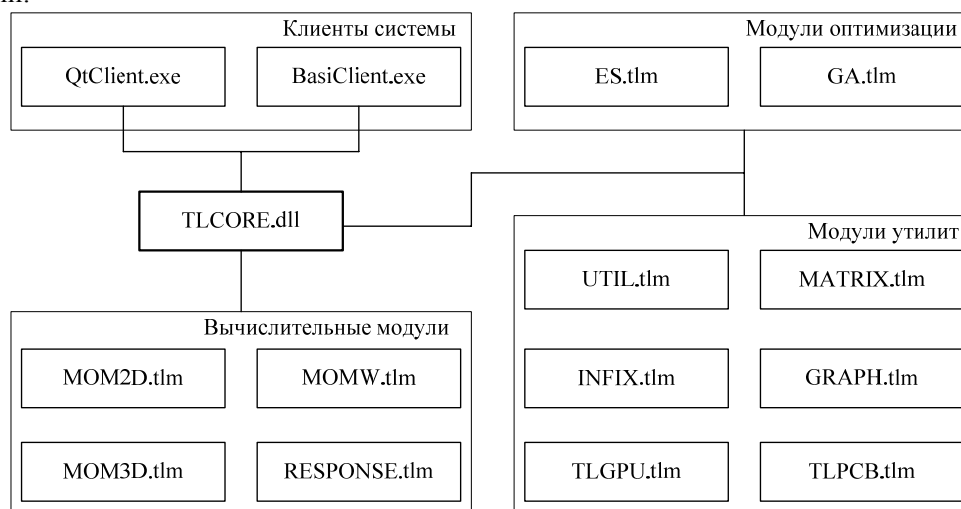 Клиенты системы
QtClient.exe
BasiClient.exe
Модули оптимизации
ES.tlm
GA.tlm
TLCORE.dll
Вычислительные модули
MOM2D.tlm
MOMW.tlm
MOM3D.tlm
RESPONSE.tlm
Модули утилит
UTIL.tlm
MATRIX.tlm
INFIX.tlm
GRAPH.tlm
TLGPU.tlm
TLPCB.tlm